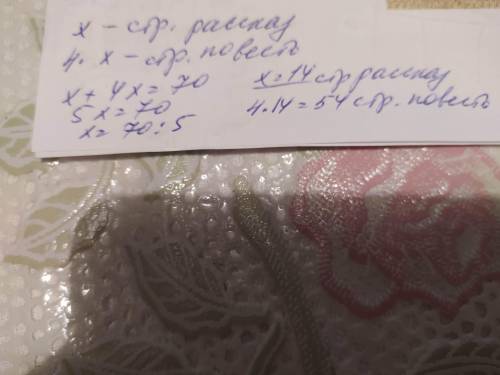 x - стр. рассказ
4. x - стр. повесть
x + 4x = 70
5x = 70
x = 70:5
x = 14 стр рассказ
4.14 = 54 стр. повесть